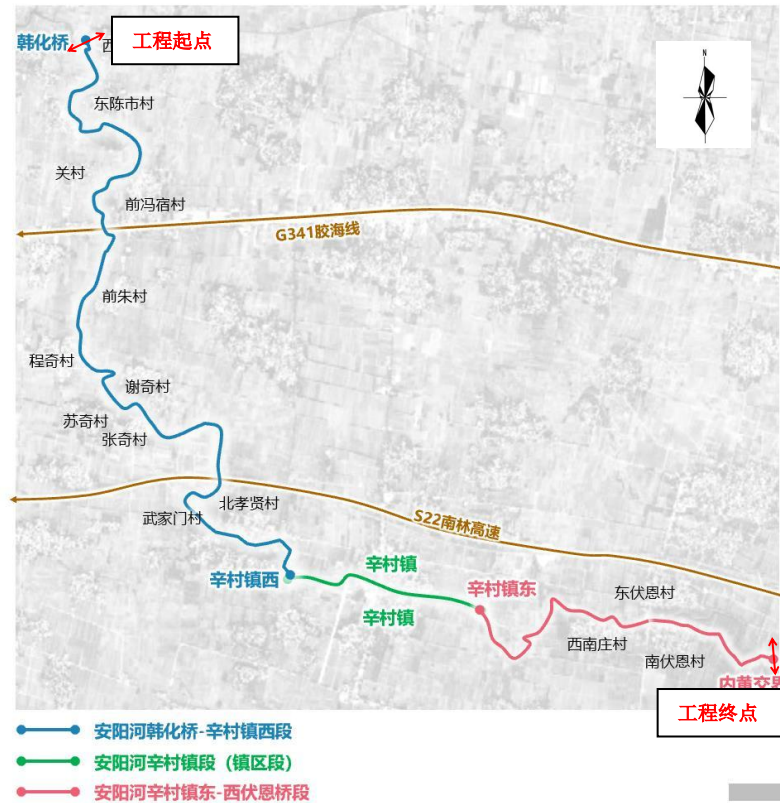 韩化桥
西
工程起点
N
东陈市村
关村
前冯宿村
G341胶海线
前朱村
程奇村
谢奇村
苏奇村
张奇村
北孝贤村
武家门村
S22南林高速
辛村镇
辛村镇西
辛村镇东
辛村镇
东伏恩村
西南庄村
南伏恩村
内黄交界
工程终点
安阳河韩化桥-辛村镇西段
安阳河辛村镇段（镇区段）
安阳河辛村镇东-西伏恩桥段